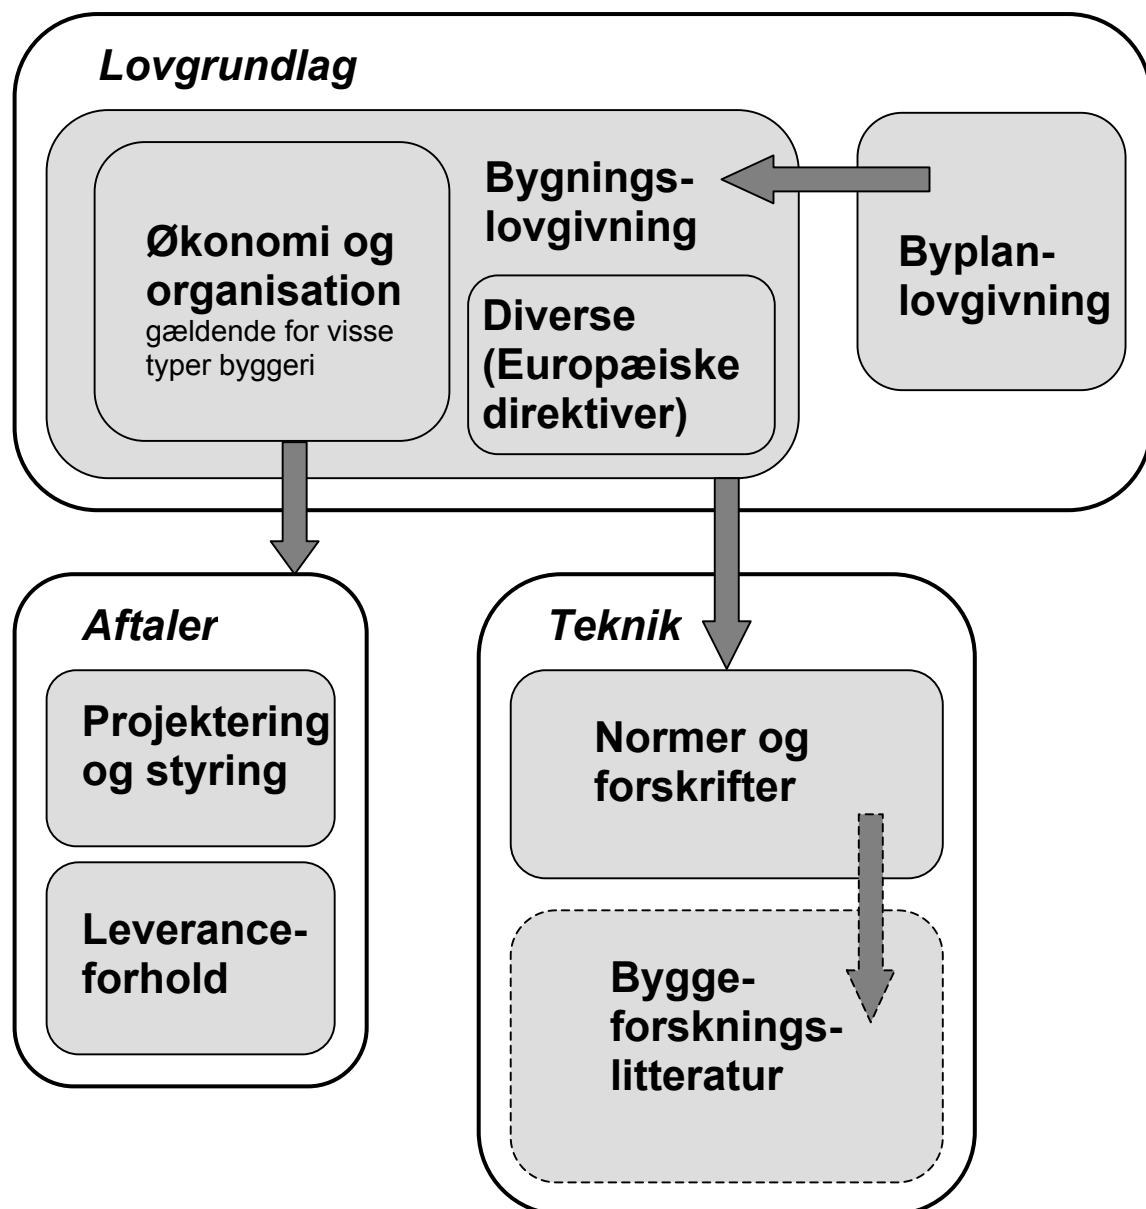 Lovgrundlag
Økonomi og
organisation
gældende for visse
typer byggeri
Bygnings-
lovgivning
Diverse
(Europæiske
direktiver)
Byplan-
lovgivning
Aftaler
Projektering
og styring
Leverance-
forhold
Teknik
Normer og
forskrifter
Bygge-
forsknings-
litteratur